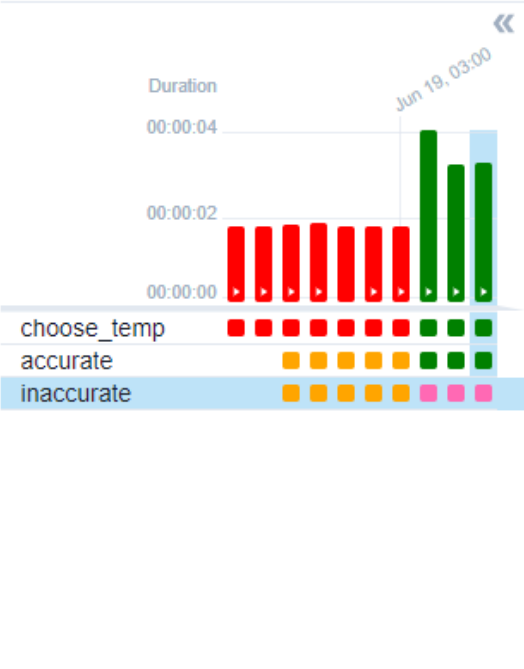 Jun 19, 03:00
Duration
00:00:04
00:00:02
00:00:00
choose_temp
accurate
inaccurate